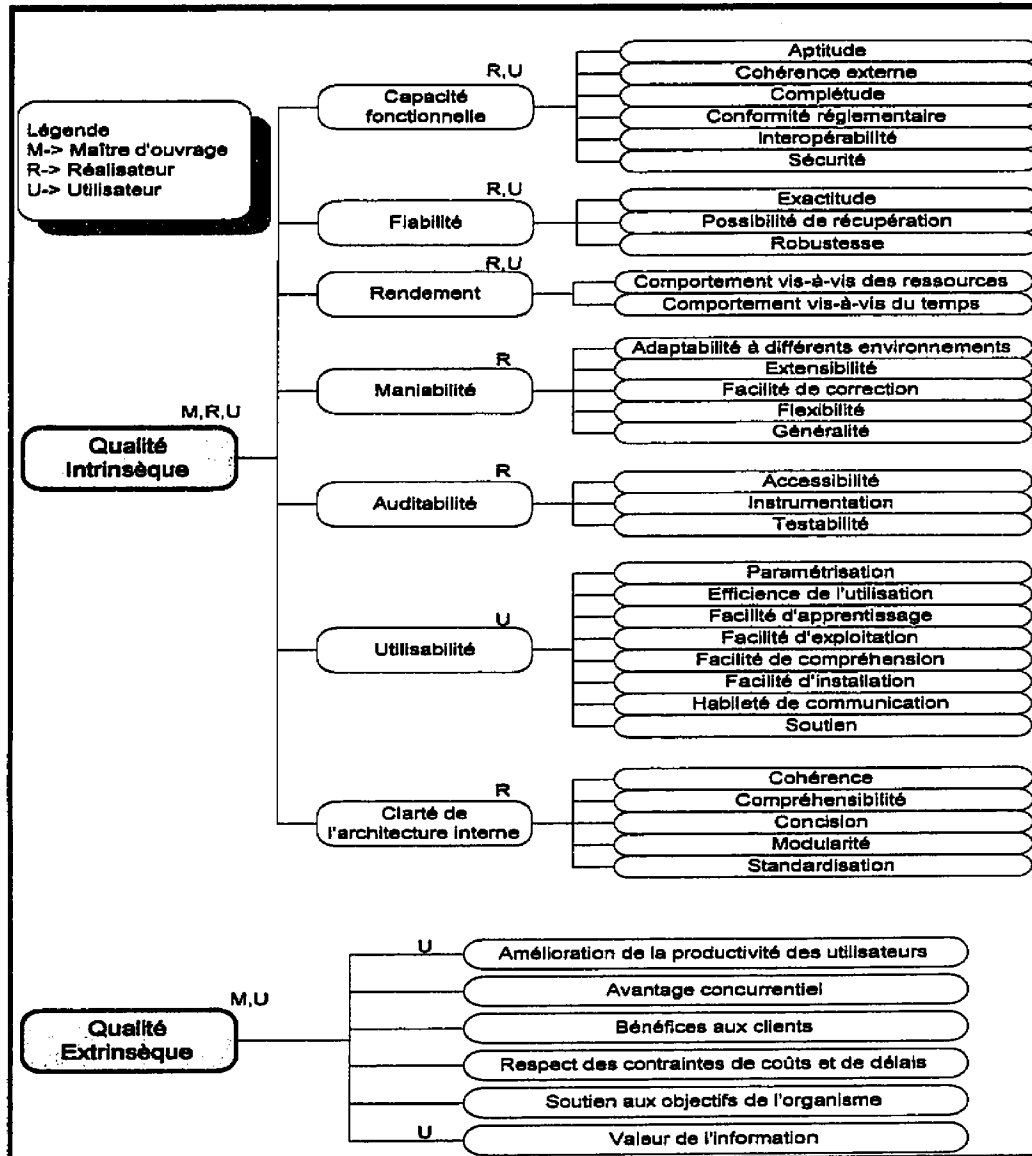 Légende
M-> Maître d'ouvrage
R-> Réalisateur
U-> Utilisateur
M,R,U
Qualité
Intrinsèque
R,U
Capacité
fonctionnelle
Aptitude
Cohérence externe
Complétude
Conformité réglementaire
Interopérabilité
Sécurité
R,U
Fiabilité
Exactitude
Possibilité de récupération
Robustesse
R,U
Rendement
Comportement vis-à-vis des ressources
Comportement vis-à-vis du temps
R
Maniabilité
Adaptabilité à différents environnements
Extensibilité
Facilité de correction
Flexibilité
Généralité
R
Auditabilité
Accessibilité
Instrumentation
Testabilité
U
Utilisabilité
Paramétrisation
Efficience de l'utilisation
Facilité d'apprentissage
Facilité d'exploitation
Facilité de compréhension
Facilité d'installation
Habileté de communication
Soutien
R
Clarté de
l'architecture interne
Cohérence
Compréhensibilité
Concision
Modularité
Standardisation
M,U
Qualité
Extrinsèque
U
Amélioration de la productivité des utilisateurs
Avantage concurrentiel
Bénéfices aux clients
Respect des contraintes de coûts et de délais
Soutien aux objectifs de l'organisme
U
Valeur de l'information